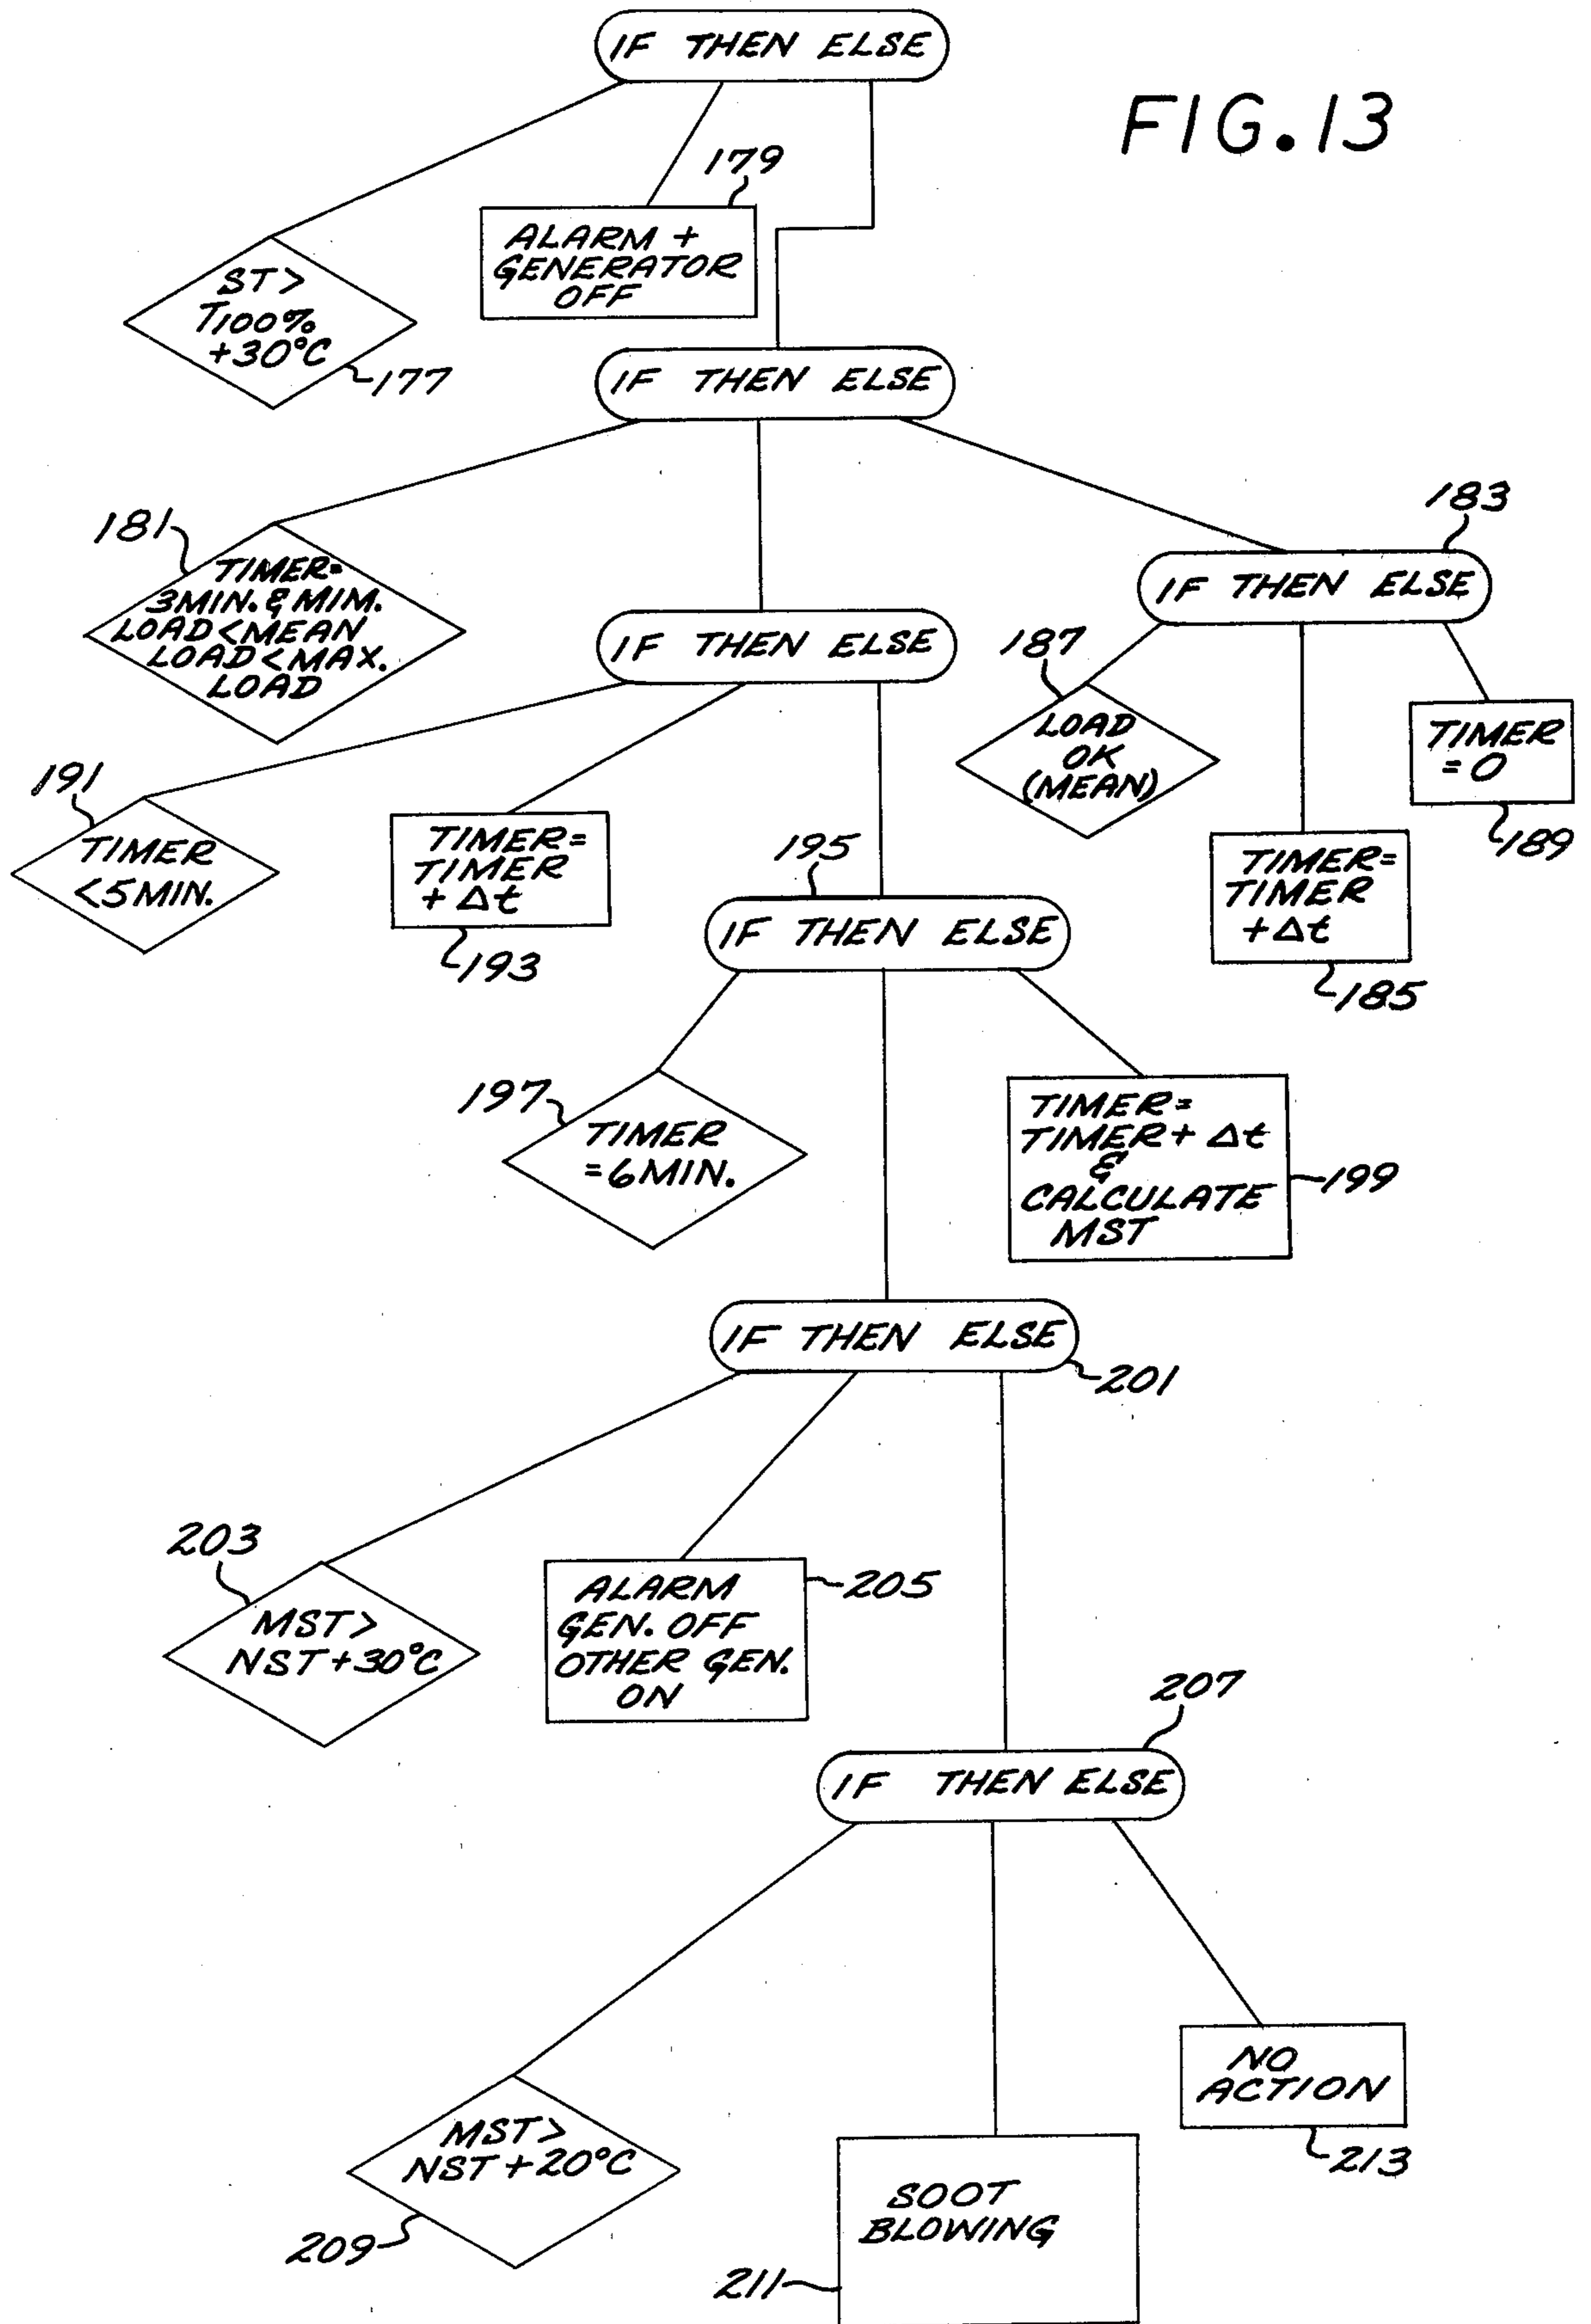 IF THEN ELSE
FIG.13
179
ALARM +
GENERATOR
OFF
ST >
T100%
+30°C
177
IF THEN ELSE
183
181
TIMER=
3MIN. & MIM.
LOAD < MEAN
LOAD < MAX.
LOAD
IF THEN ELSE
IF THEN ELSE
187
LOAD
OK
(MEAN)
TIMER
= 0
189
191
TIMER
<5MIN.
TIMER=
TIMER
+ Δt
193
195
TIMER=
TIMER
+Δt
185
IF THEN ELSE
197
TIMER
=6MIN.
TIMER=
TIMER+ Δt
&
CALCULATE
MST
199
IF THEN ELSE
201
203
MST >
NST+30°C
ALARM
GEN. OFF
OTHER GEN.
ON
205
207
IF THEN ELSE
MST >
NST+20°C
209
SOOT
BLOWING
211
NO
ACTION
213